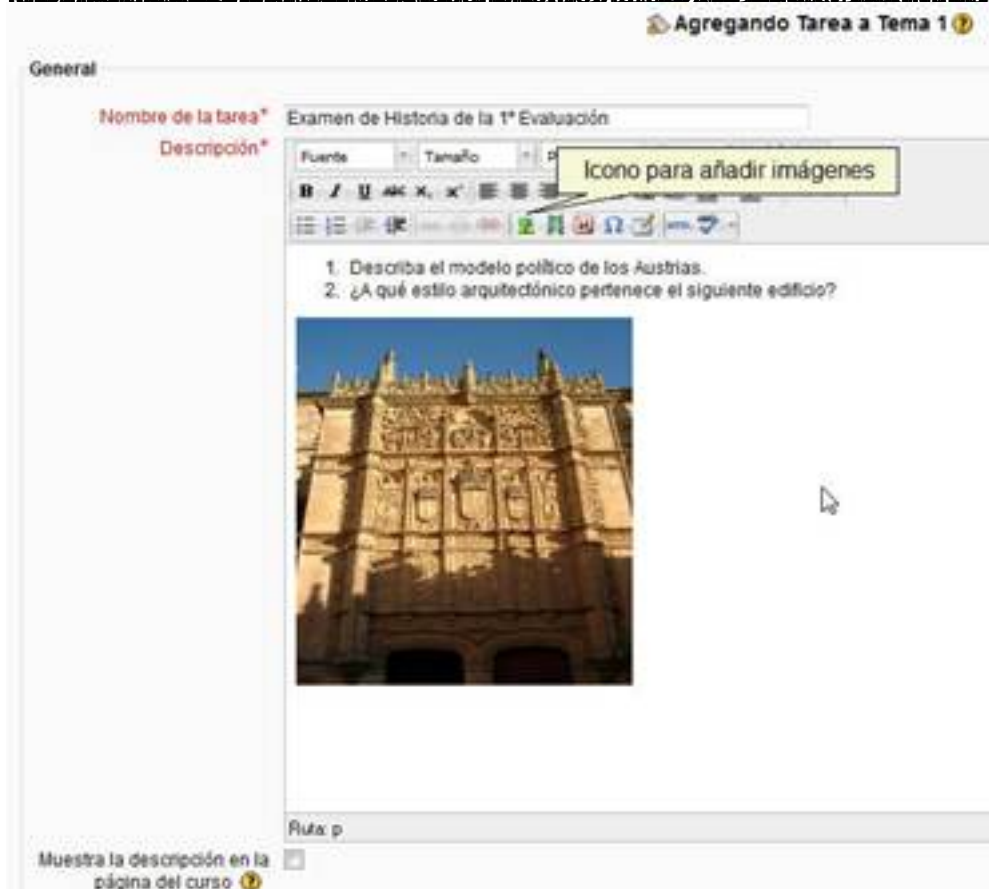 Agregando Tarea a Tema 1
General
Nombre de la tarea* Examen de Historia de la 1ª Evaluación
Descripción*
Fuente Tamaño P
Icono para añadir imágenes
B I U ABC
HTML
1. Describa el modelo político de los Austrias.
2. ¿A qué estilo arquitectónico pertenece el siguiente edificio?
Ruta: p
Muestra la descripción en la
página del curso